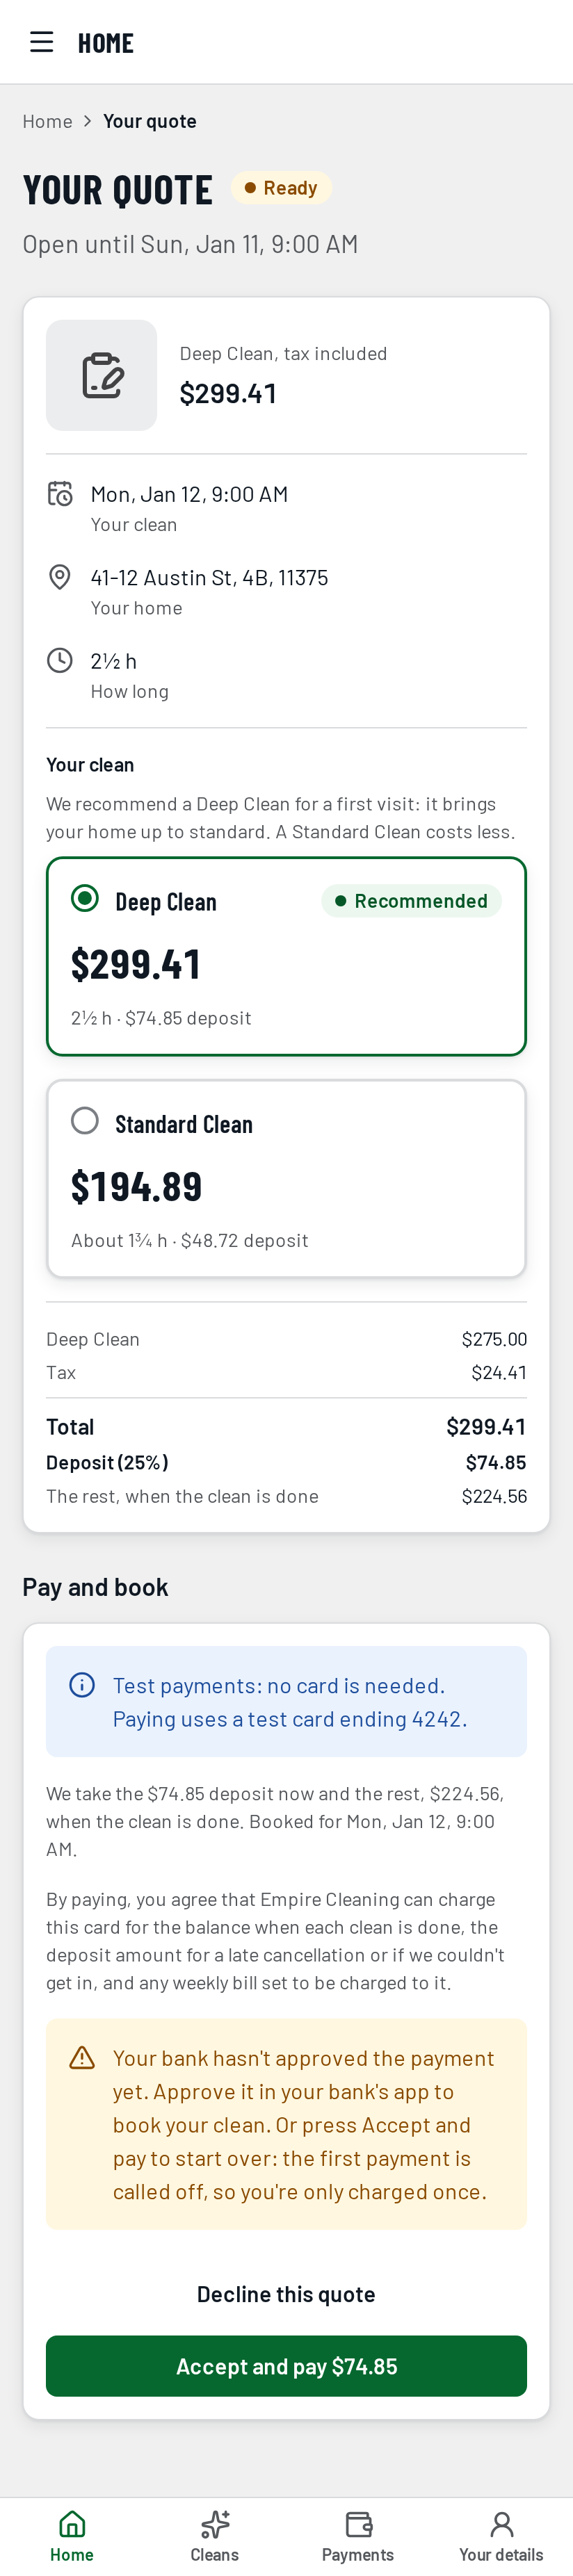 HOME
Home > Your quote
YOUR QUOTE
Ready
Open until Sun, Jan 11, 9:00 AM
Deep Clean, tax included
$299.41
Mon, Jan 12, 9:00 AM
Your clean
41-12 Austin St, 4B, 11375
Your home
2½ h
How long
Your clean
We recommend a Deep Clean for a first visit: it brings
your home up to standard. A Standard Clean costs less.
Deep Clean
Recommended
$299.41
2½ h · $74.85 deposit
Standard Clean
$194.89
About 1¾ h · $48.72 deposit
Deep Clean $275.00
Tax $24.41
Total $299.41
Deposit (25%) $74.85
The rest, when the clean is done $224.56
Pay and book
Test payments: no card is needed.
Paying uses a test card ending 4242.
We take the $74.85 deposit now and the rest, $224.56,
when the clean is done. Booked for Mon, Jan 12, 9:00
AM.
By paying, you agree that Empire Cleaning can charge
this card for the balance when each clean is done, the
deposit amount for a late cancellation or if we couldn't
get in, and any weekly bill set to be charged to it.
Your bank hasn't approved the payment
yet. Approve it in your bank's app to
book your clean. Or press Accept and
pay to start over: the first payment is
called off, so you're only charged once.
Decline this quote
Accept and pay $74.85
Home Cleans Payments Your details